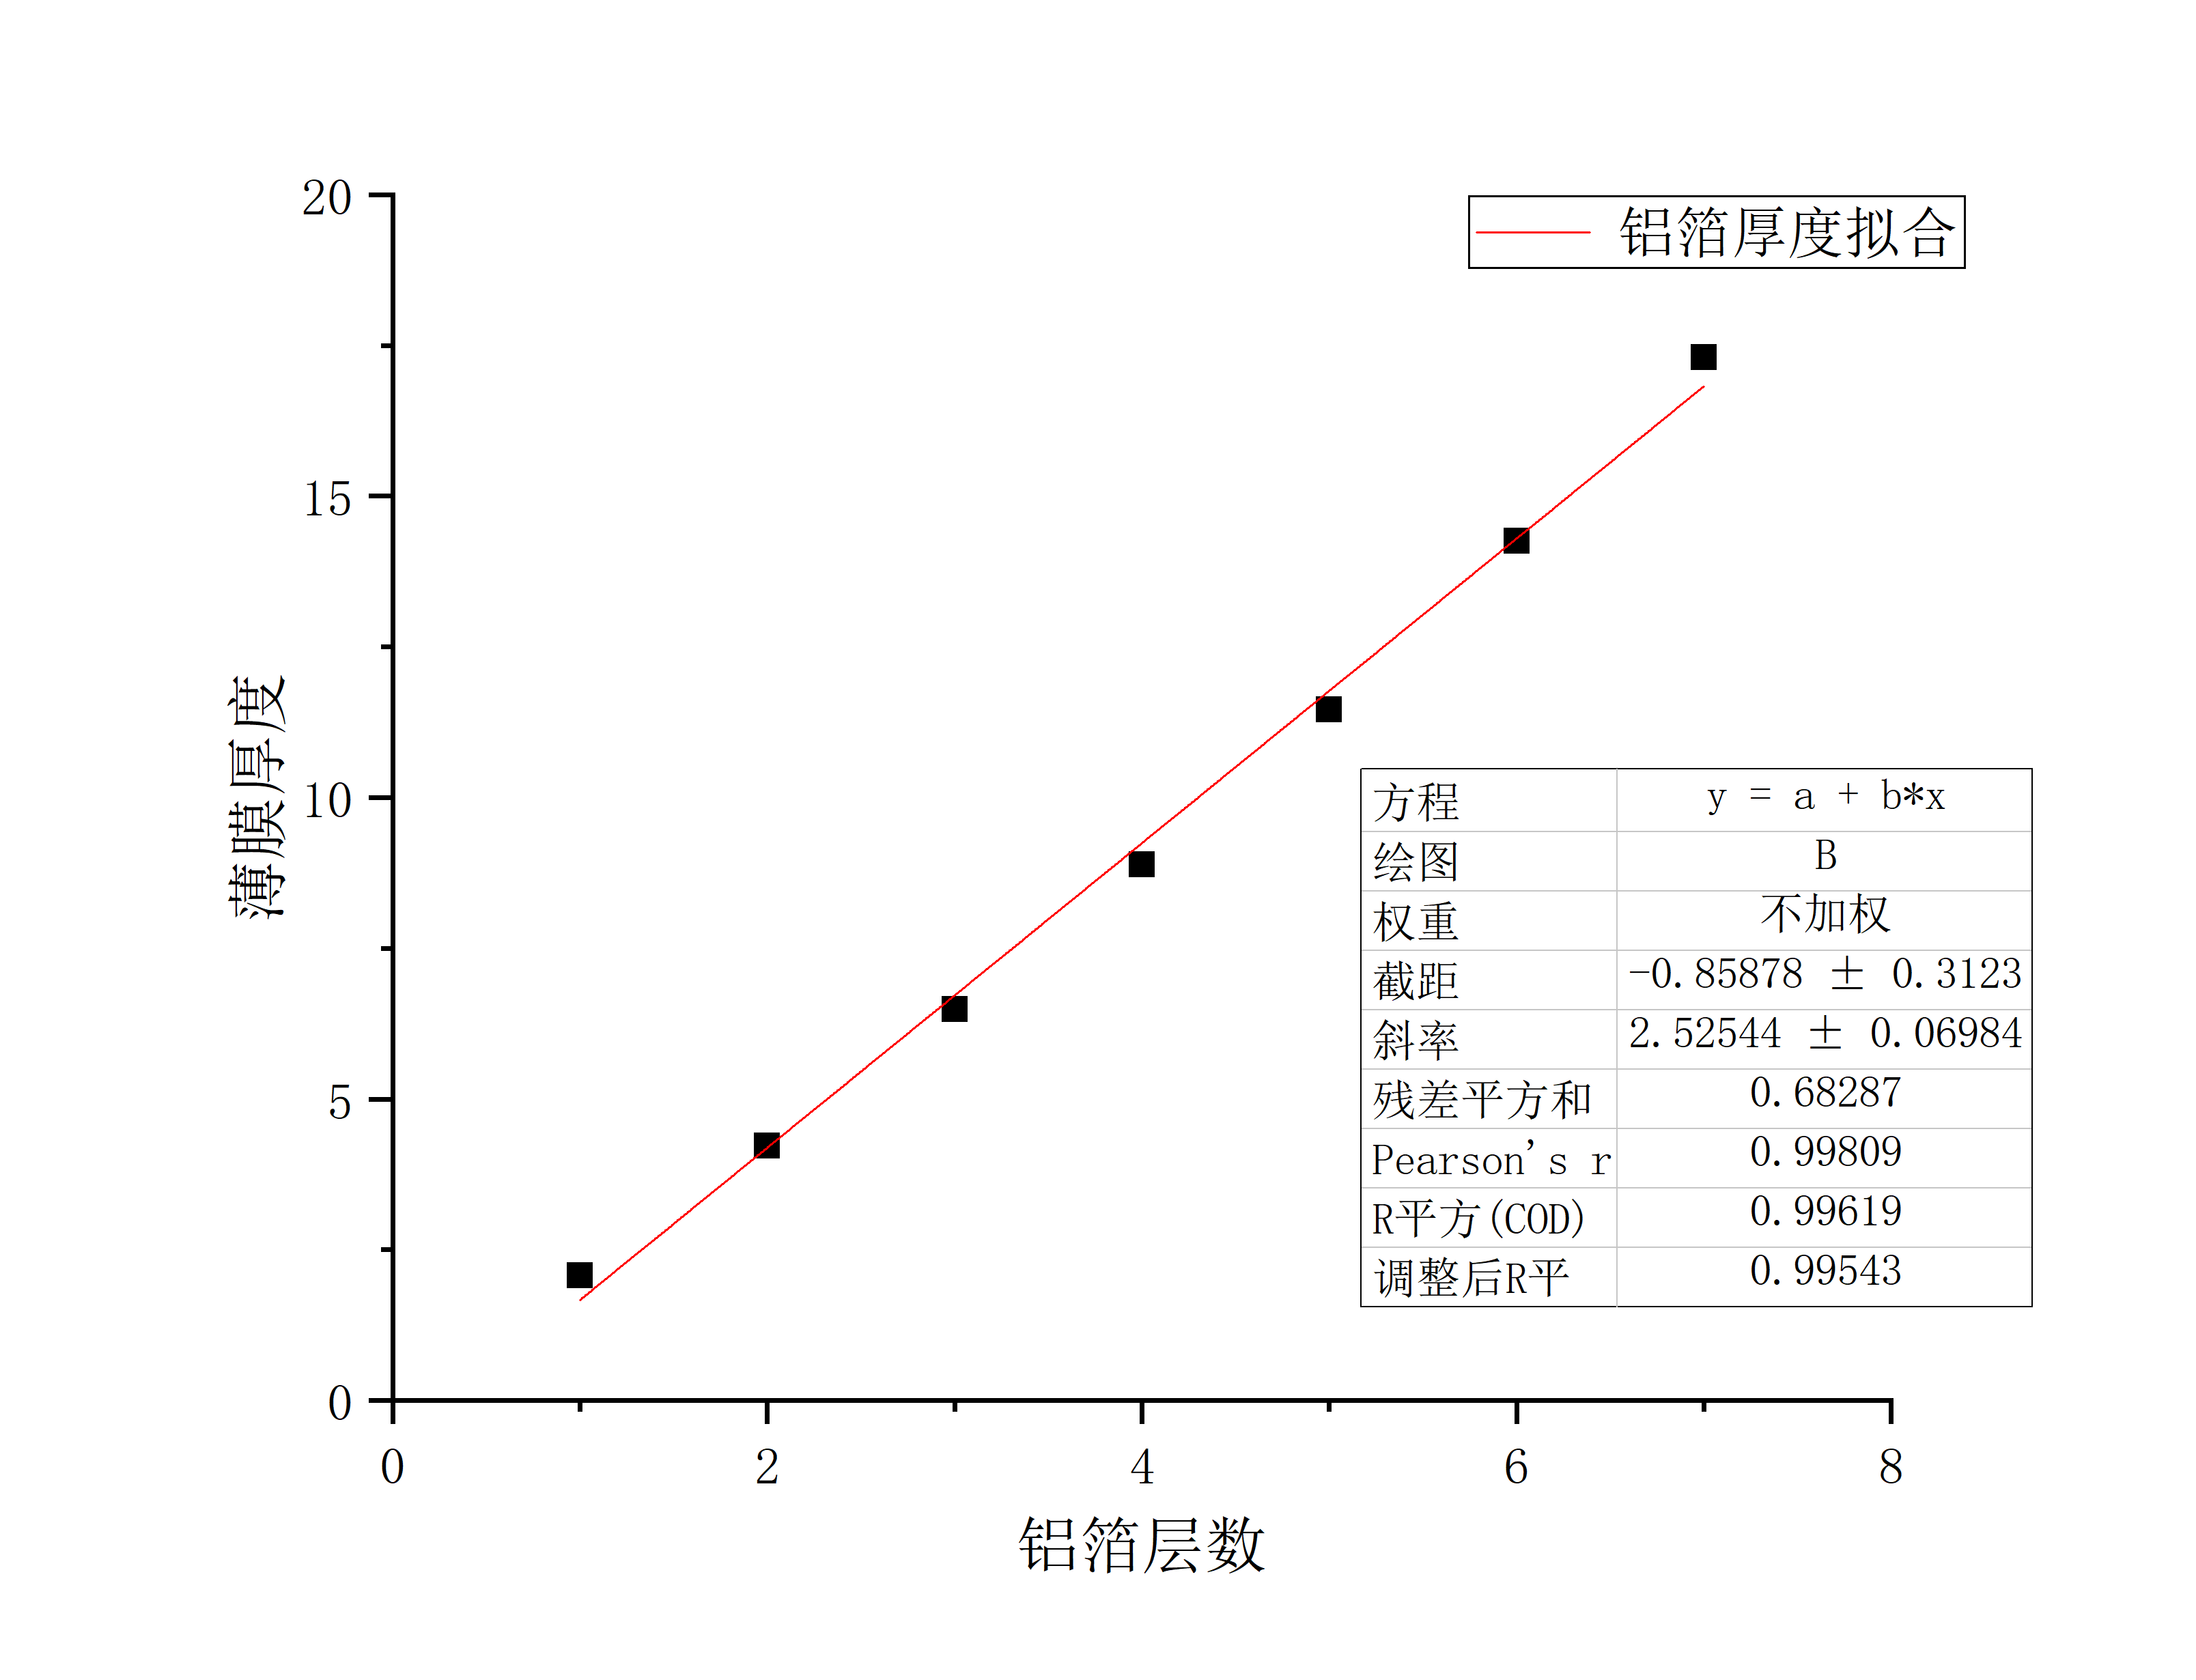 20
15
10
5
0
0 2 4 6 8
薄膜厚度
铝箔层数
铝箔厚度拟合
方程 y = a + b*x
绘图 B
权重 不加权
截距 -0.85878 ± 0.3123
斜率 2.52544 ± 0.06984
残差平方和 0.68287
Pearson's r 0.99809
R平方(COD) 0.99619
调整后R平 0.99543